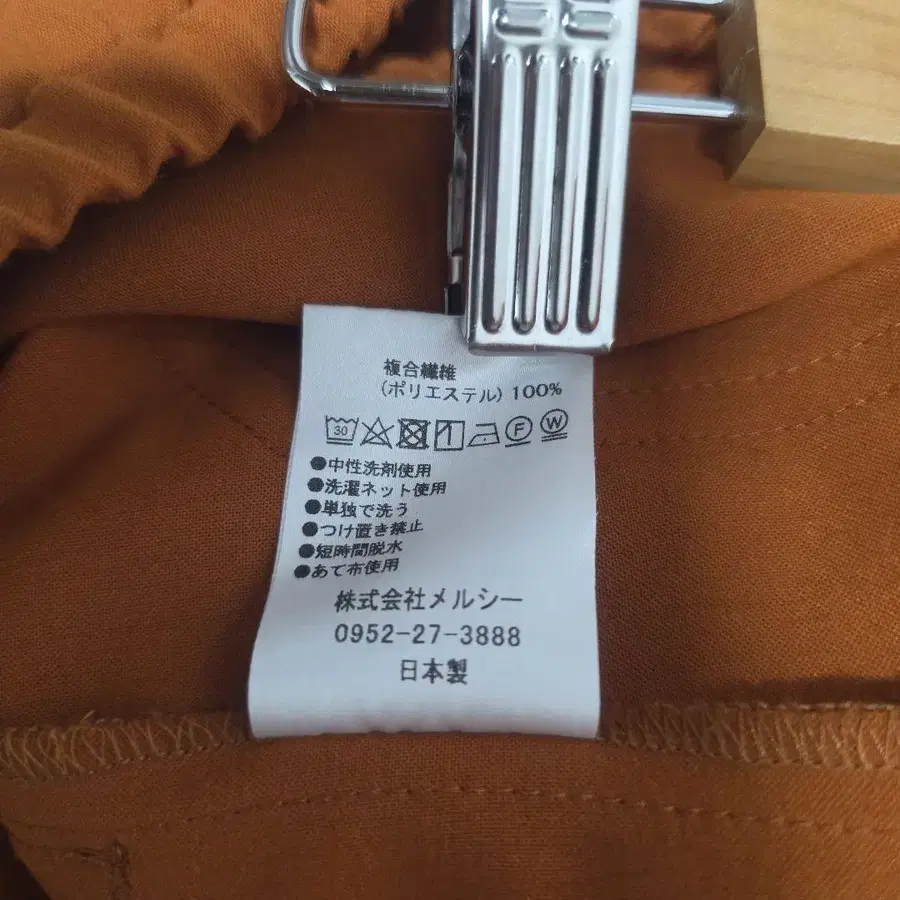 複合繊維
(ポリエステル) 100%
30 F W
●中性洗剤使用
●洗濯ネット使用
●単独で洗う
●つけ置き禁止
●短時間脱水
●あて布使用
株式会社メルシー
0952-27-3888
日本製